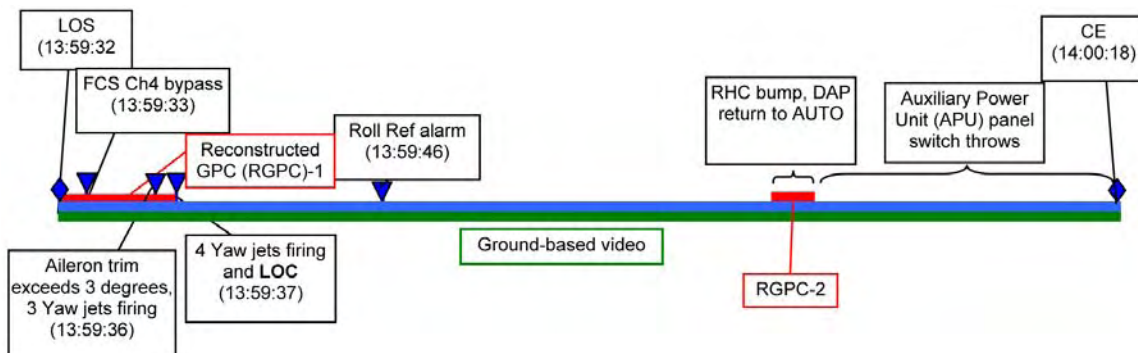 LOS
(13:59:32
FCS Ch4 bypass
(13:59:33)
Reconstructed
GPC (RGPC)-1
Roll Ref alarm
(13:59:46)
RHC bump, DAP
return to AUTO
Auxiliary Power
Unit (APU) panel
switch throws
CE
(14:00:18)
Aileron trim
exceeds 3 degrees,
3 Yaw jets firing
(13:59:36)
4 Yaw jets firing
and LOC
(13:59:37)
Ground-based video
RGPC-2